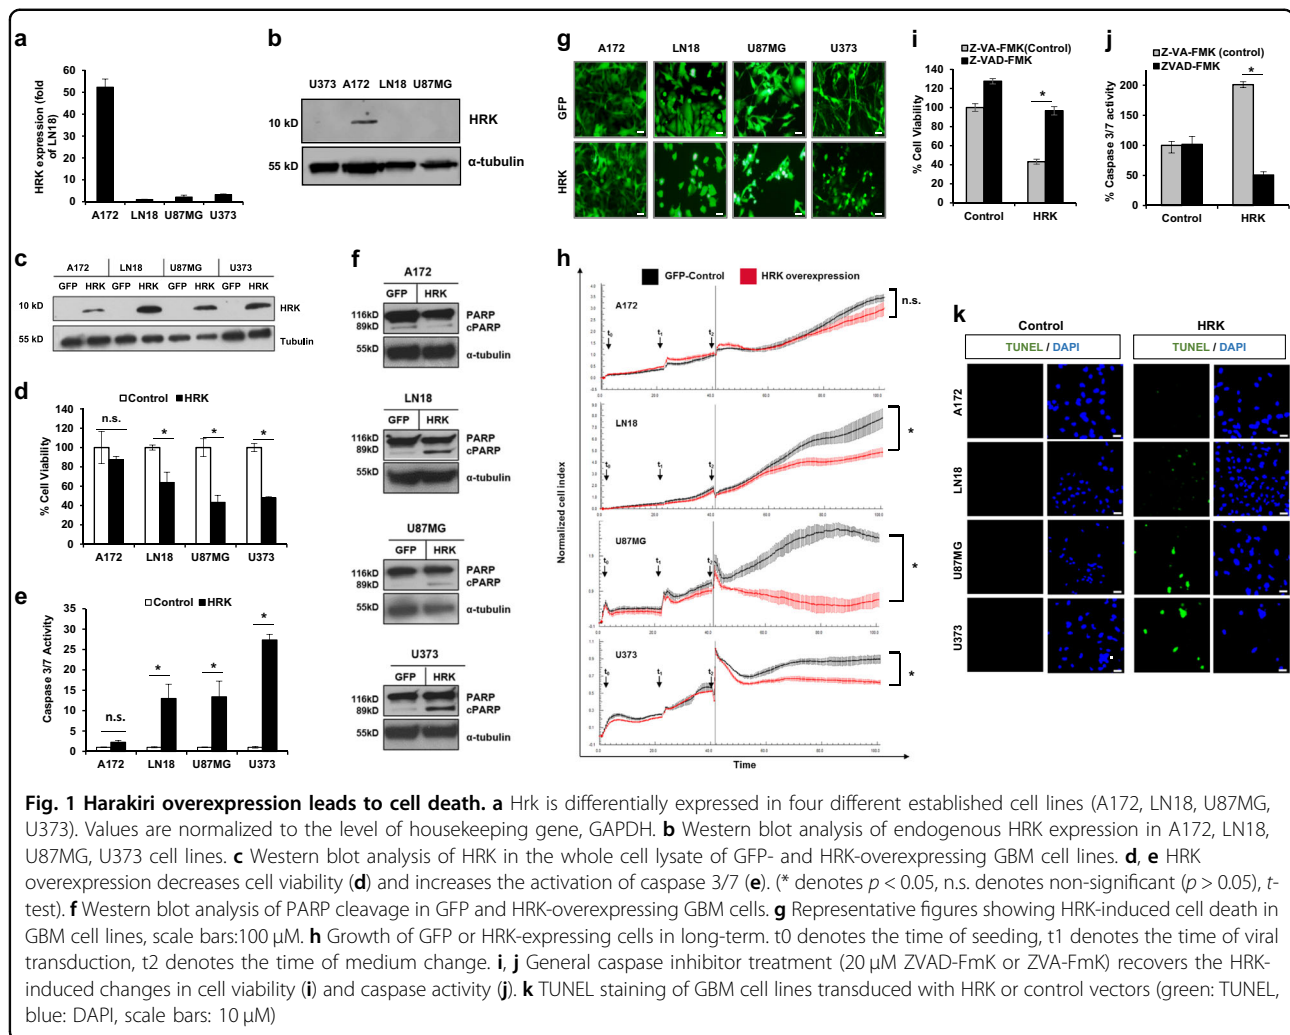 a
HRK expression (fold
of LN18)
60
50
40
30
20
10
0
A172 LN18 U87MG U373
b
U373 A172 LN18 U87MG
10 kD
HRK
55 kD
α-tubulin
c
A172 LN18 U87MG U373
GFP HRK GFP HRK GFP HRK GFP HRK
10 kD
HRK
55 kD
Tubulin
d
Control HRK
% Cell Viability
140
120
100
80
60
40
20
0
n.s. * * *
A172 LN18 U87MG U373
e
Control HRK
Caspase 3/7 Activity
35
30
25
20
15
10
5
0
n.s. * * *
A172 LN18 U87MG U373
f
A172
GFP HRK
116kD PARP
89kD cPARP
55kD α-tubulin
LN18
GFP HRK
116kD PARP
89kD cPARP
55kD α-tubulin
U87MG
GFP HRK
116kD PARP
89kD cPARP
55kD α-tubulin
U373
GFP HRK
116kD PARP
89kD cPARP
55kD α-tubulin
g
A172 LN18 U87MG U373
GFP
HRK
h
GFP-Control HRK overexpression
Normalized cell index
A172
t0 t1 t2
n.s.
LN18
t0 t1 t2
*
U87MG
t0 t1 t2
*
U373
t0 t1 t2
*
Time
i
Z-VA-FMK(Control)
Z-VAD-FMK
% Cell Viability
140
120
100
80
60
40
20
0
*
Control HRK
j
Z-VA-FMK (control)
ZVAD-FMK
% Caspase 3/7 activity
200
150
100
50
0
*
Control HRK
k
Control HRK
TUNEL / DAPI TUNEL / DAPI
A172
LN18
U87MG
U373
Fig. 1 Harakiri overexpression leads to cell death. a Hrk is differentially expressed in four different established cell lines (A172, LN18, U87MG,
U373). Values are normalized to the level of housekeeping gene, GAPDH. b Western blot analysis of endogenous HRK expression in A172, LN18,
U87MG, U373 cell lines. c Western blot analysis of HRK in the whole cell lysate of GFP- and HRK-overexpressing GBM cell lines. d, e HRK
overexpression decreases cell viability (d) and increases the activation of caspase 3/7 (e). (* denotes p < 0.05, n.s. denotes non-significant (p > 0.05), t-
test). f Western blot analysis of PARP cleavage in GFP and HRK-overexpressing GBM cells. g Representative figures showing HRK-induced cell death in
GBM cell lines, scale bars:100 µM. h Growth of GFP or HRK-expressing cells in long-term. t0 denotes the time of seeding, t1 denotes the time of viral
transduction, t2 denotes the time of medium change. i, j General caspase inhibitor treatment (20 µM ZVAD-FmK or ZVA-FmK) recovers the HRK-
induced changes in cell viability (i) and caspase activity (j). k TUNEL staining of GBM cell lines transduced with HRK or control vectors (green: TUNEL,
blue: DAPI, scale bars: 10 µM)